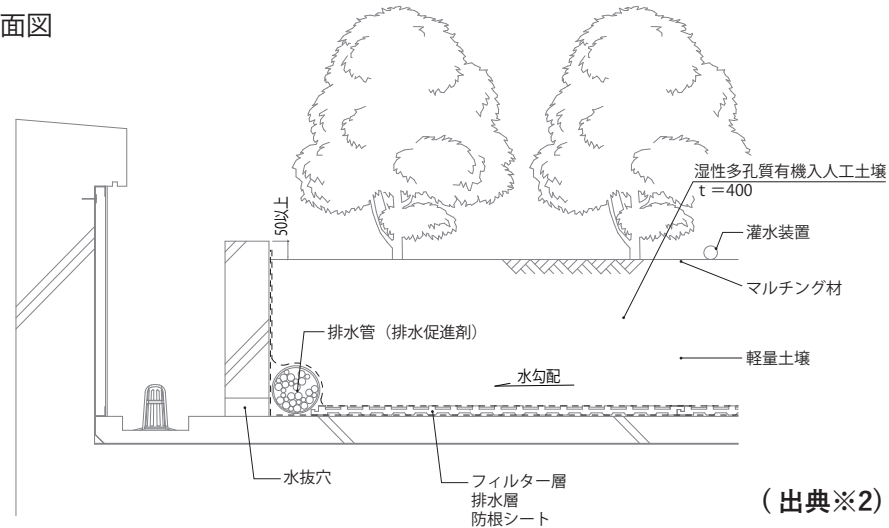 面図
湿性多孔質有機入人工土壌
t＝400
50以上
灌水装置
マルチング材
排水管（排水促進剤）
軽量土壌
水勾配
水抜穴
フィルター層
排水層
防根シート
( 出典※2)